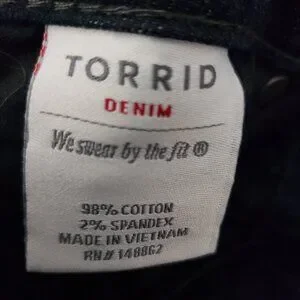 TORRID
DENIM
We swear by the fit ®
98% COTTON
2% SPANDEX
MADE IN VIETNAM
RN# 148862